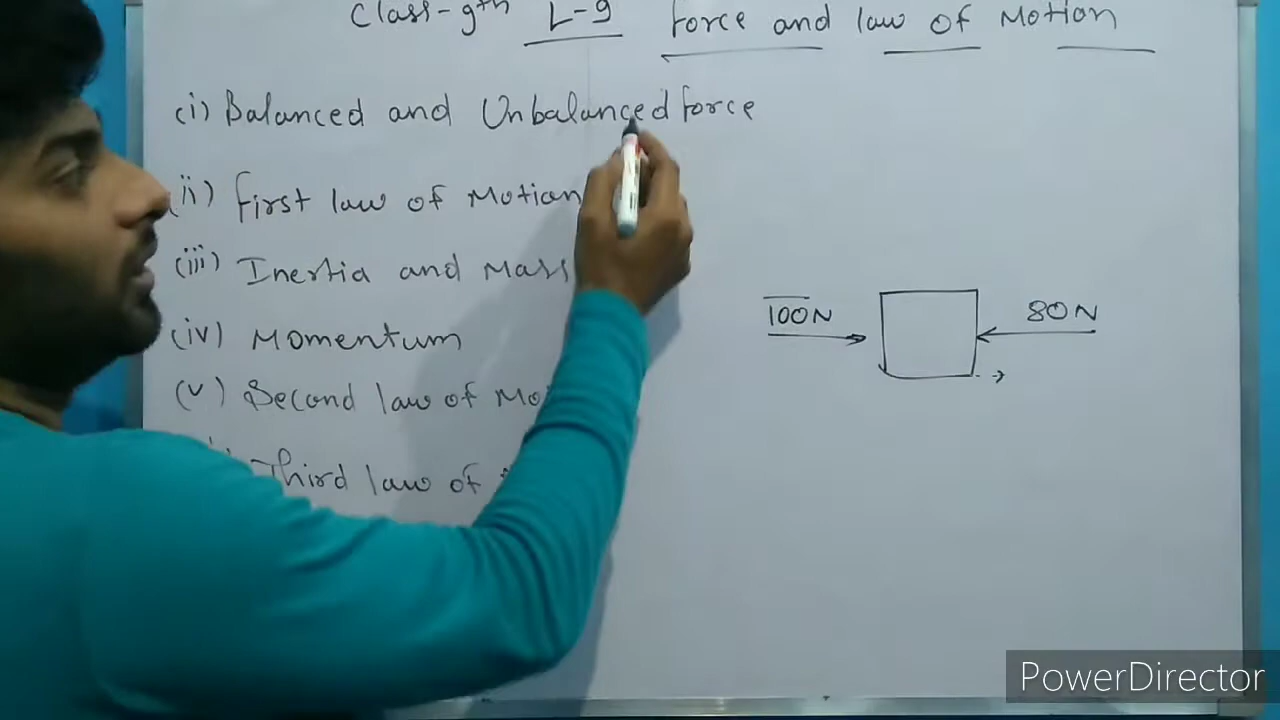 Class-9th L-9 Force and law of Motion
(i) Balanced and Unbalanced force
(ii) First law of Motion
(iii) Inertia and Mass
(iv) Momentum
100N 80N
(v) Second law of Mo
Third law of
PowerDirector